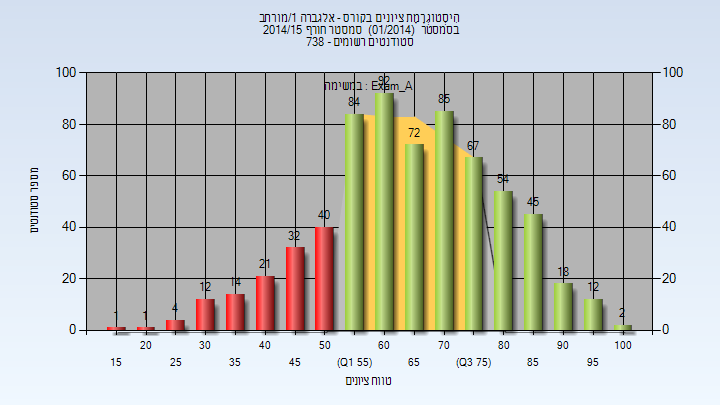 היסטוגרמת ציונים בקורס - אלגברה 1/מורחב
בסמסטר (01/2014) סמסטר חורף 2014/15
סטודנטים רשומים - 738
במשימה : Exam_A
מספר סטודנטים
100 100
80 80
60 60
40 40
20 20
0 0
1 1 4 12 14 21 32 40 84 92 72 85 67 54 45 18 12 2
20 30 40 50 60 70 80 90 100
15 25 35 45 (Q1 55) 65 (Q3 75) 85 95
טווח ציונים